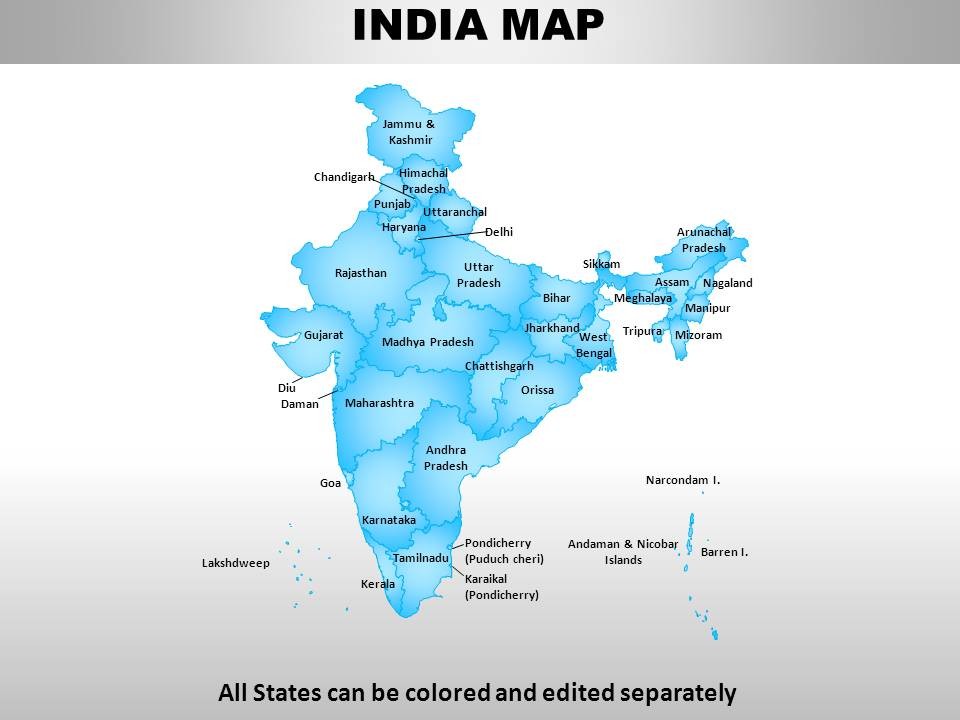 INDIA MAP
Jammu &
Kashmir
Chandigarh
Himachal
Pradesh
Punjab
Uttaranchal
Haryana
Delhi
Arunachal
Pradesh
Rajasthan
Uttar
Pradesh
Sikkam
Assam
Nagaland
Bihar
Meghalaya
Manipur
Gujarat
Jharkhand
Tripura
Mizoram
Madhya Pradesh
West
Bengal
Chattishgarh
Diu
Daman
Maharashtra
Orissa
Andhra
Pradesh
Goa
Narcondam I.
Karnataka
Pondicherry
(Puduch cheri)
Andaman & Nicobar
Islands
Barren I.
Lakshdweep
Tamilnadu
Kerala
Karaikal
(Pondicherry)
All States can be colored and edited separately